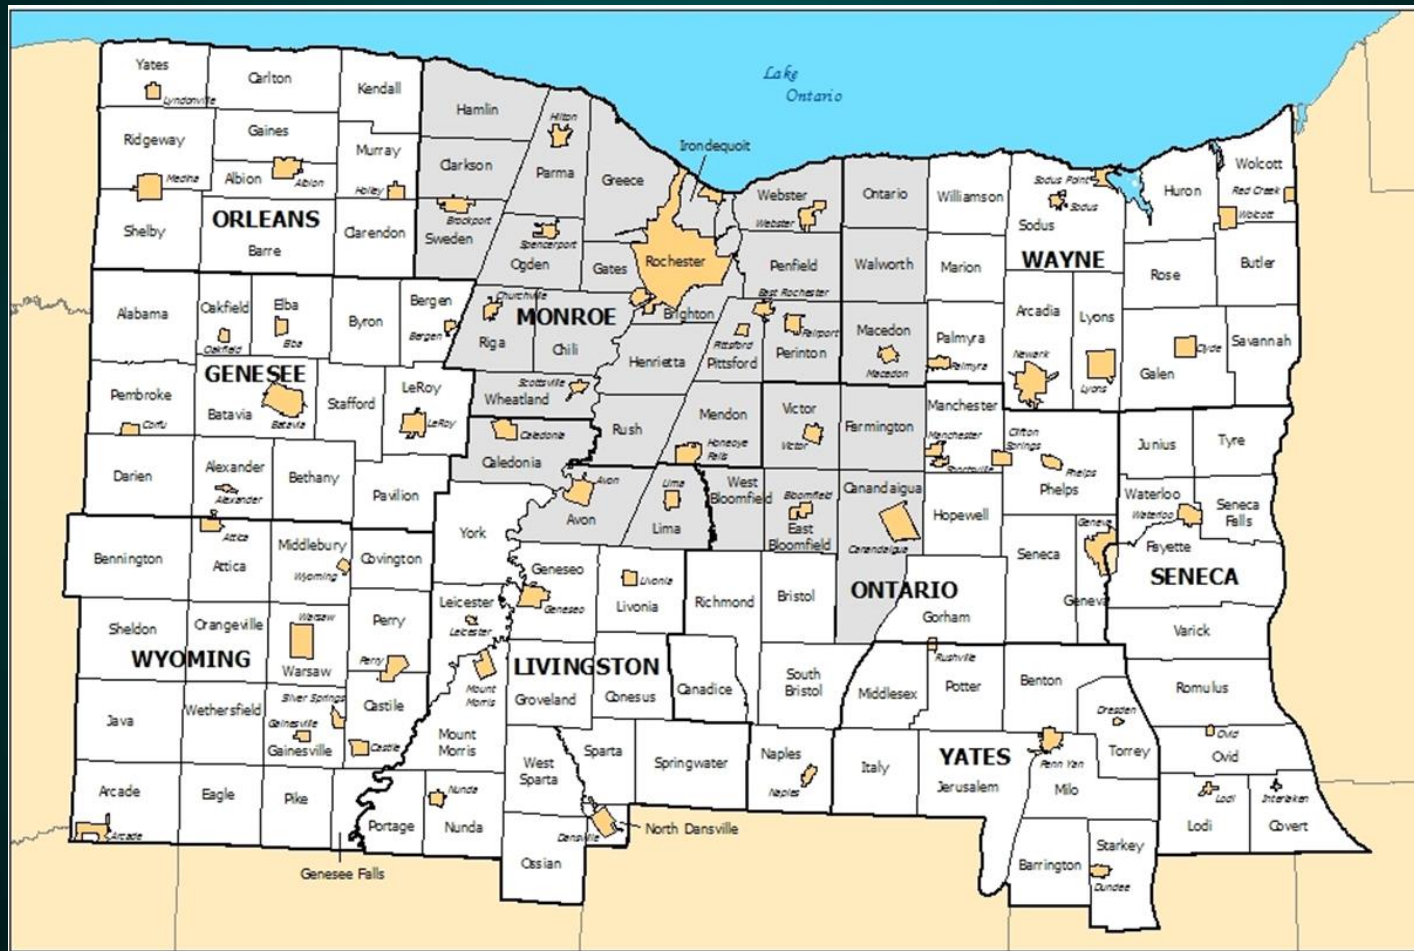 Lake
Ontario
Irondequoit
Yates
Lyndonville
Carlton
Kendall
Hamlin
Hilton
Ridgeway
Gaines
Murray
Clarkson
Parma
Greece
Webster
Webster
Ontario
Williamson
Sodus Point
Sodus
Sodus
Huron
Wolcott
Red Creek
Wolcott
Medina
Albion
Albion
Holley
Brockport
Sweden
Spencerport
Ogden
Gates
Rochester
Penfield
Walworth
Marion
WAYNE
Rose
Butler
Shelby
ORLEANS
Barre
Clarendon
East Rochester
Alabama
Oakfield
Oakfield
Elba
Elba
Byron
Bergen
Bergen
Churchville
MONROE
Brighton
Riga
Chili
Henrietta
Pittsford
Pittsford
Fairport
Perinton
Macedon
Macedon
Palmyra
Palmyra
Arcadia
Newark
Lyons
Lyons
Clyde
Galen
Savannah
GENESEE
Pembroke
Corfu
Batavia
Batavia
Stafford
LeRoy
LeRoy
Scottsville
Wheatland
Rush
Mendon
Honeoye
Falls
Victor
Victor
Farmington
Manchester
Manchester
Shortsville
Clifton
Springs
Phelps
Phelps
Junius
Tyre
Darien
Alexander
Alexander
Bethany
Pavilion
Caledonia
Caledonia
Avon
Avon
Lima
Lima
West
Bloomfield
Bloomfield
East
Bloomfield
Canandaigua
Canandaigua
Hopewell
Seneca
Geneva
Geneva
Waterloo
Waterloo
Seneca
Falls
Fayette
SENECA
Bennington
Attica
Attica
Middlebury
Wyoming
Covington
York
Geneseo
Geneseo
Livonia
Livonia
Richmond
Bristol
ONTARIO
Gorham
Varick
Sheldon
Orangeville
Warsaw
Warsaw
Perry
Perry
Leicester
Leicester
WYOMING
LIVINGSTON
Mount
Morris
Groveland
Conesus
Canadice
South
Bristol
Middlesex
Rushville
Potter
Benton
Romulus
Java
Wethersfield
Silver Springs
Gainesville
Gainesville
Castile
Castile
Mount
Morris
West
Sparta
Sparta
Springwater
Naples
Naples
Italy
YATES
Jerusalem
Penn Yan
Milo
Dresden
Torrey
Ovid
Ovid
Arcade
Arcade
Eagle
Pike
Portage
Nunda
Nunda
Dansville
North Dansville
Ossian
Genesee Falls
Barrington
Starkey
Dundee
Lodi
Lodi
Interlaken
Covert